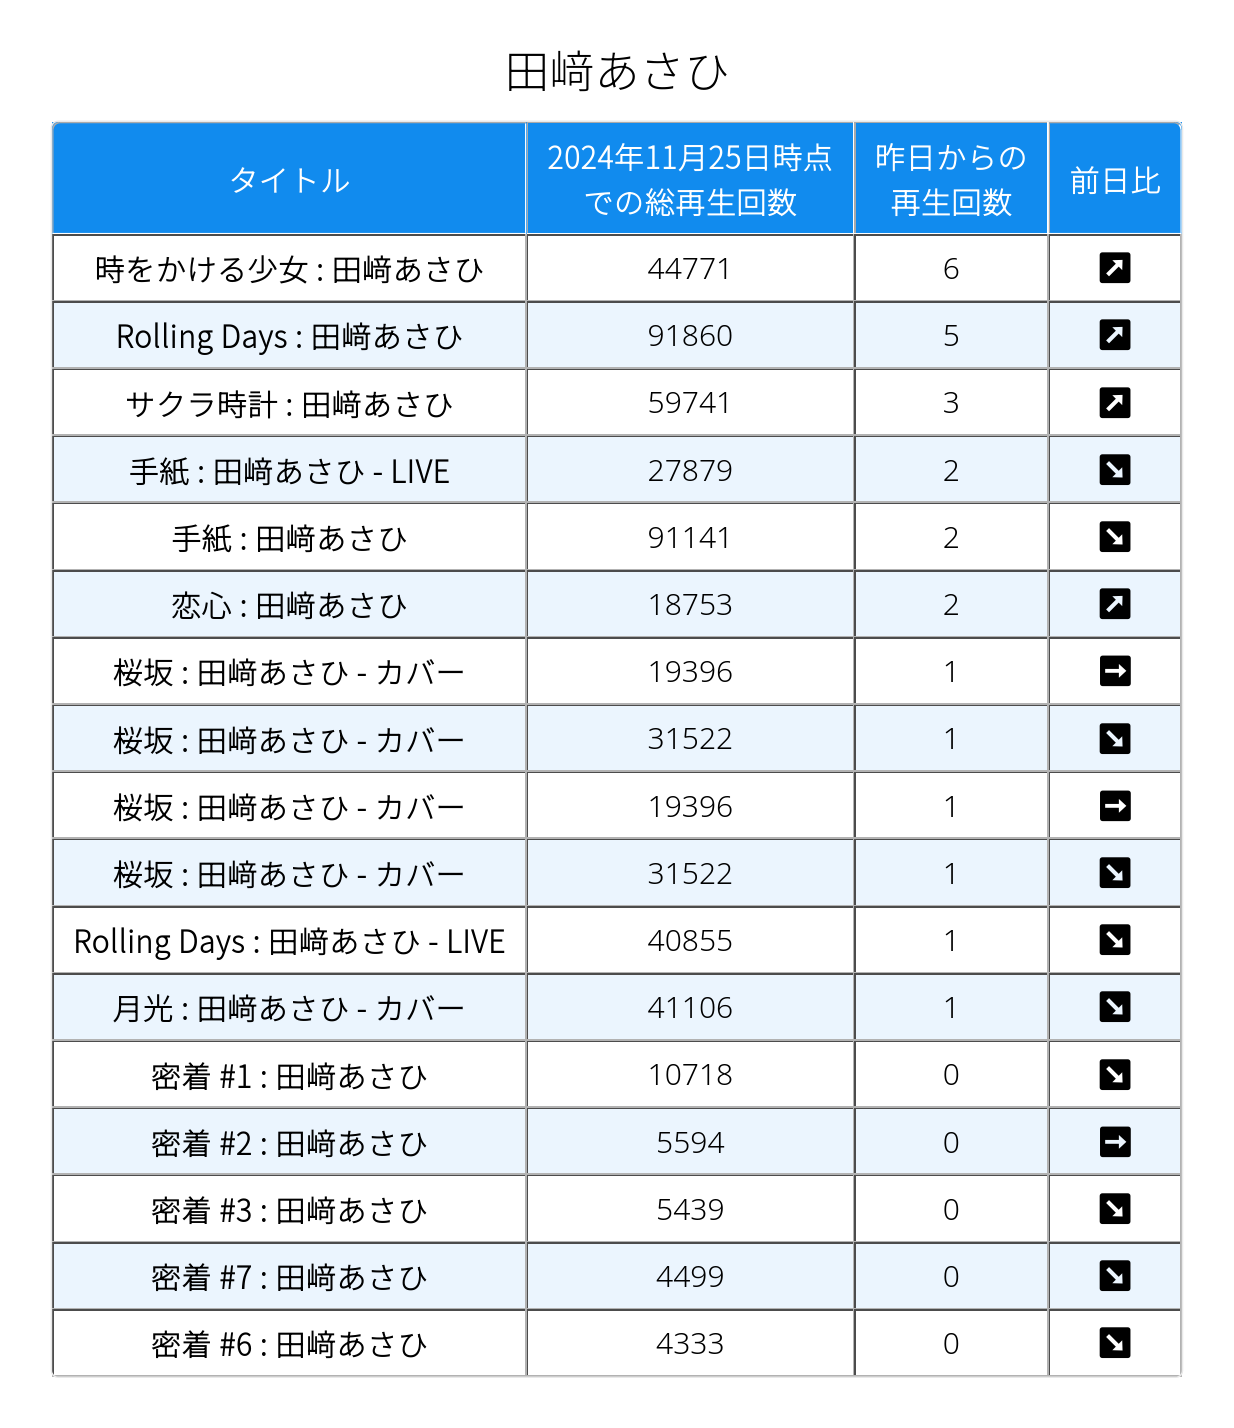 田﨑あさひ
タイトル 2024年11月25日時点での総再生回数 昨日からの再生回数 前日比
時をかける少女 : 田﨑あさひ 44771 6 ↗
Rolling Days : 田﨑あさひ 91860 5 ↗
サクラ時計 : 田﨑あさひ 59741 3 ↗
手紙 : 田﨑あさひ - LIVE 27879 2 ↘
手紙 : 田﨑あさひ 91141 2 ↘
恋心 : 田﨑あさひ 18753 2 ↗
桜坂 : 田﨑あさひ - カバー 19396 1 →
桜坂 : 田﨑あさひ - カバー 31522 1 ↘
桜坂 : 田﨑あさひ - カバー 19396 1 →
桜坂 : 田﨑あさひ - カバー 31522 1 ↘
Rolling Days : 田﨑あさひ - LIVE 40855 1 ↘
月光 : 田﨑あさひ - カバー 41106 1 ↘
密着 #1 : 田﨑あさひ 10718 0 ↘
密着 #2 : 田﨑あさひ 5594 0 →
密着 #3 : 田﨑あさひ 5439 0 ↘
密着 #7 : 田﨑あさひ 4499 0 ↘
密着 #6 : 田﨑あさひ 4333 0 ↘